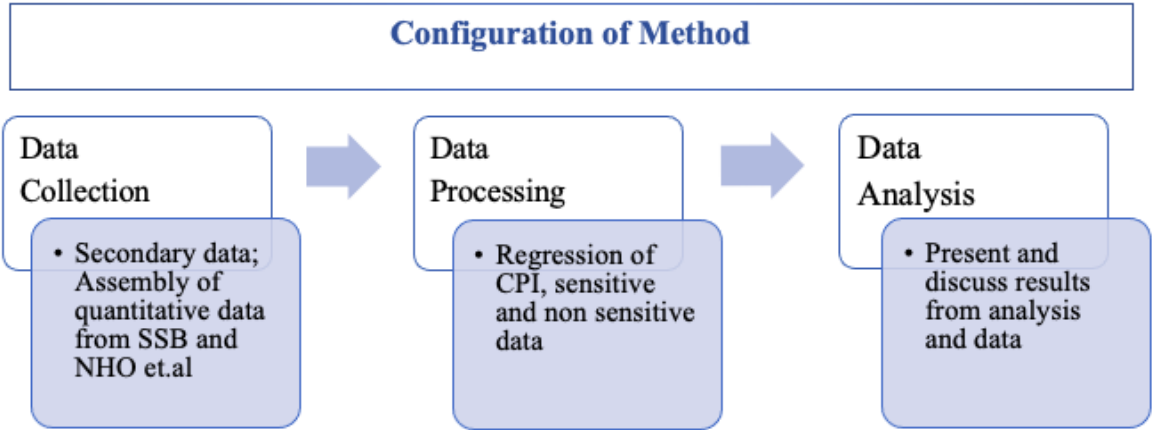 Configuration of Method
Data
Collection
• Secondary data;
Assembly of
quantitative data
from SSB and
NHO et.al
Data
Processing
• Regression of
CPI, sensitive
and non sensitive
data
Data
Analysis
• Present and
discuss results
from analysis
and data